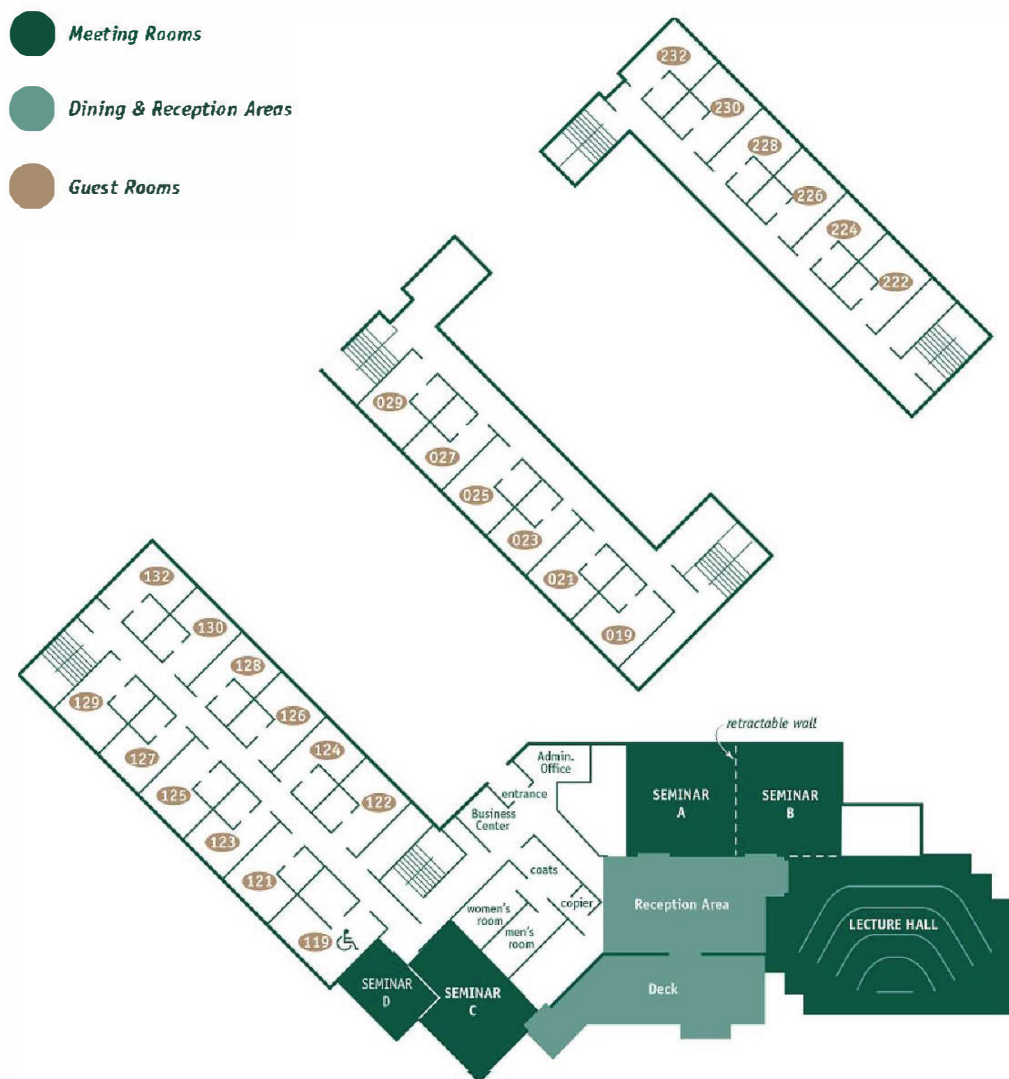 Meeting Rooms
Dining & Reception Areas
Guest Rooms
232
230
228
226
224
222
029
027
025
023
021
019
132
130
128
126
124
122
129
127
125
123
121
119
retractable wall
Admin.
Office
entrance
Business
Center
coats
copier
women's
room
men's
room
SEMINAR
A
SEMINAR
B
Reception Area
LECTURE HALL
Deck
SEMINAR
C
SEMINAR
D